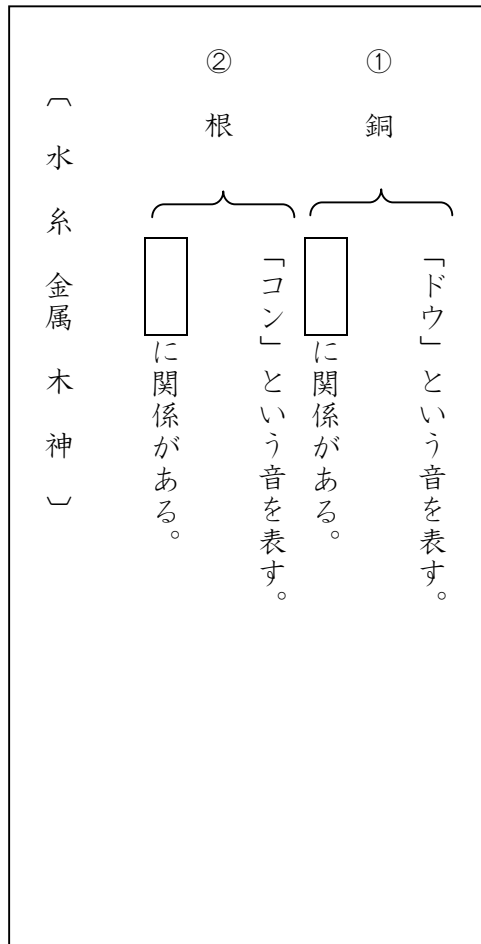 ①
銅
「ドウ」という音を表す。
に関係がある。
②
根
「コン」という音を表す。
に関係がある。
〔 水 糸 金属 木 神 〕